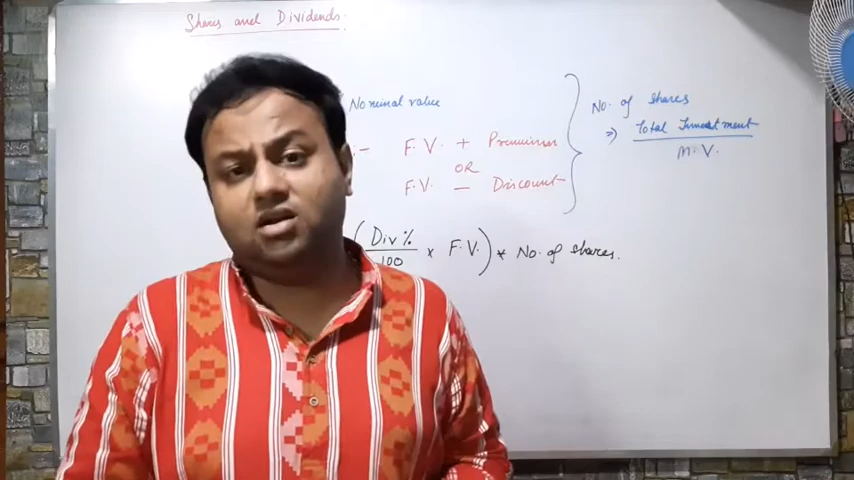 Shares and Dividends.
Nominal value
:- F.V. + Premium
OR
F.V. - Discount
No. of shares
⇒ Total Investment
M.V.
(Div% / 100 × F.V.) * No. of shares.